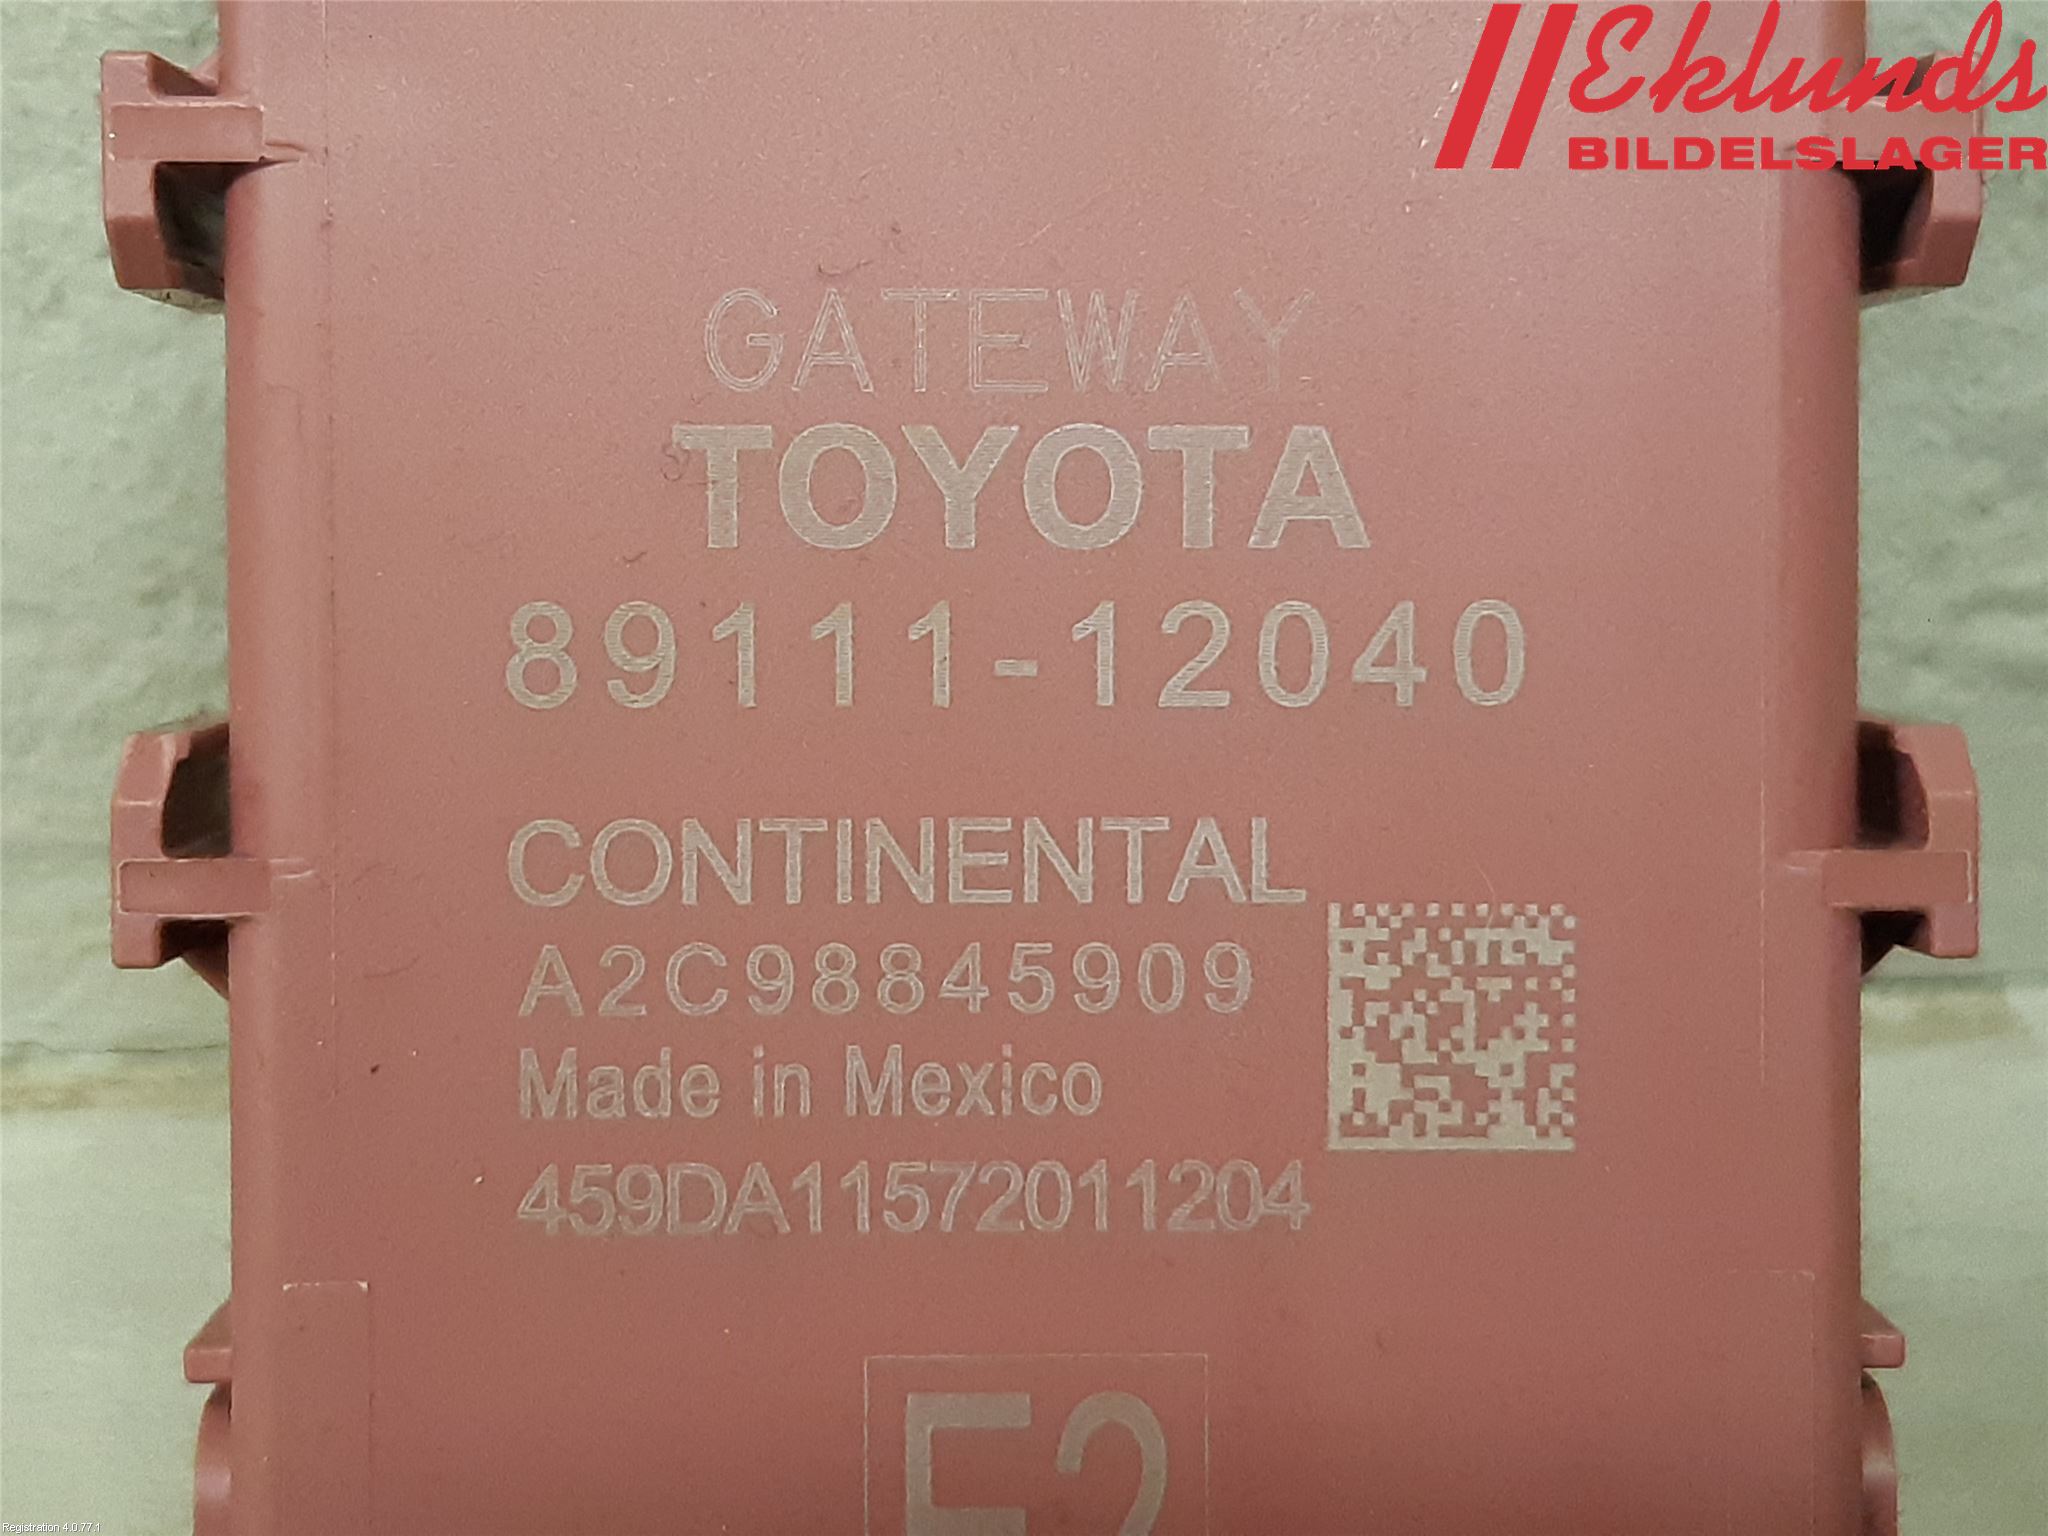 Eklunds
BILDELSLAGER
GATEWAY
TOYOTA
89111-12040
CONTINENTAL
A2C98845909
Made in Mexico
459DA11572011204
Registration 4.0.77.1